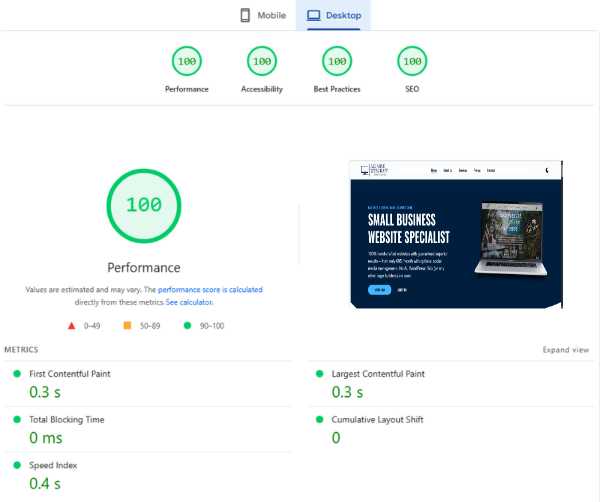 Mobile Desktop
100 100 100 100
Performance Accessibility Best Practices SEO
100
Performance
Values are estimated and may vary. The performance score is calculated
directly from these metrics. See calculator.
0–49 50–89 90–100
SMALL BUSINESS
WEBSITE SPECIALIST
METRICS Expand view
First Contentful Paint
0.3 s
Largest Contentful Paint
0.3 s
Total Blocking Time
0 ms
Cumulative Layout Shift
0
Speed Index
0.4 s